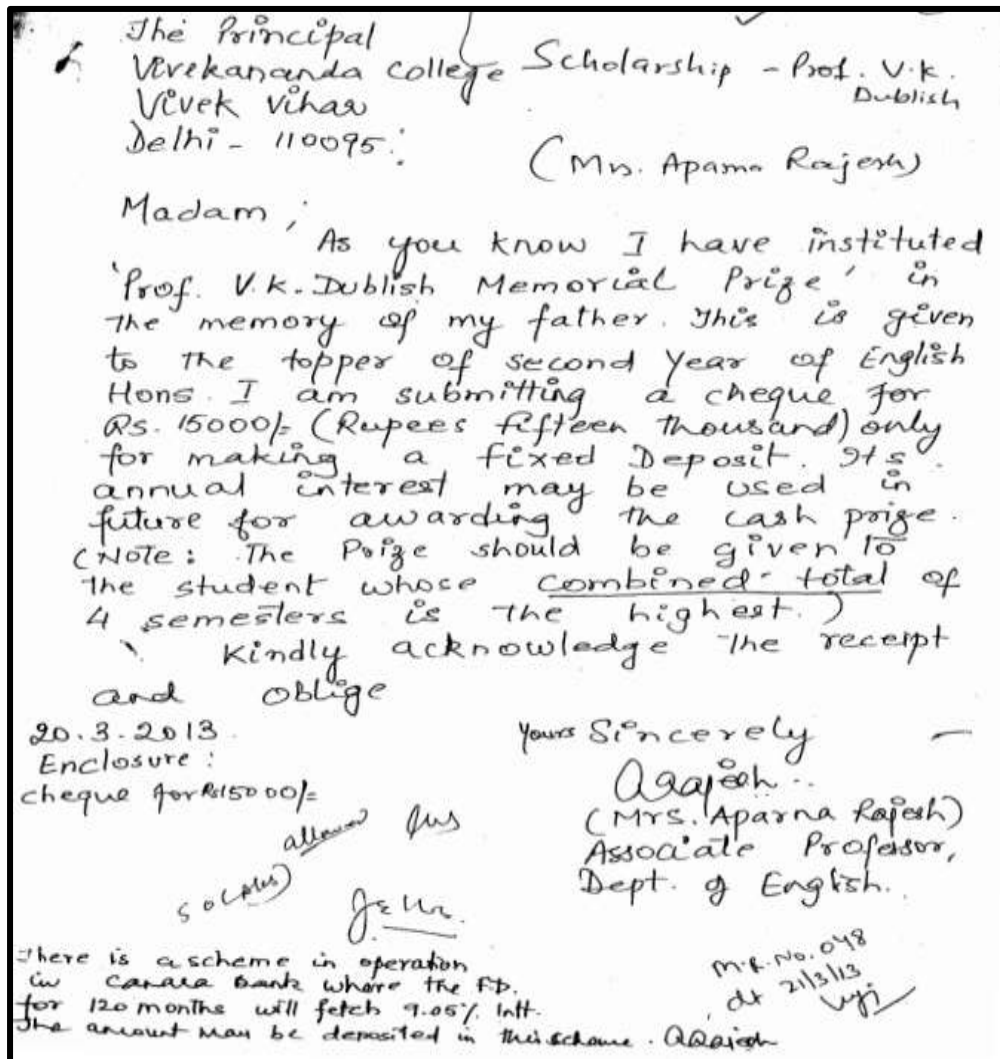 The Principal
Vivekananda College
Vivek Vihar
Delhi - 110095.
Scholarship - Prof. V.K.
Dublish
(Mrs. Aparna Rajesh)
Madam,
As you know I have instituted
'Prof. V.K. Dublish Memorial Prize' in
the memory of my father. This is given
to the topper of second Year of English
Hons. I am submitting a cheque for
Rs. 15000/- (Rupees fifteen thousand) only
for making a fixed Deposit. Its
annual interest may be used in
future for awarding the cash prize.
(Note: The Prize should be given to
the student whose combined total of
4 semesters is the highest.)
Kindly acknowledge the receipt
and oblige
20.3.2013
Enclosure:
cheque for Rs15000/-
Yours Sincerely
ARajesh
(Mrs. Aparna Rajesh)
Associate Professor,
Dept. of English.
allowed
There is a scheme in operation
in Canara Bank where the FD.
for 120 months will fetch 9.05% Intt.
The amount may be deposited in this scheme. ARajesh
M.R. No. 048
dt 21/3/13